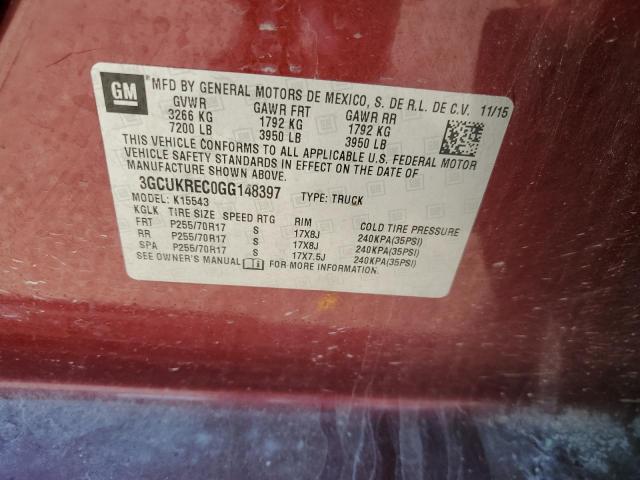 GM MFD BY GENERAL MOTORS DE MEXICO, S. DE R.L. DE C.V. 11/15
GVWR GAWR FRT GAWR RR
3266 KG 1792 KG 1792 KG
7200 LB 3950 LB 3950 LB
THIS VEHICLE CONFORMS TO ALL APPLICABLE U.S. FEDERAL MOTOR
VEHICLE SAFETY STANDARDS IN EFFECT ON THE DATE OF
MANUFACTURE SHOWN ABOVE.
3GCUKREC0GG148397 TYPE: TRUCK
MODEL: K15543
KGLK TIRE SIZE SPEED RTG RIM COLD TIRE PRESSURE
FRT P255/70R17 S 17X8J 240KPA(35PSI)
RR P255/70R17 S 17X8J 240KPA(35PSI)
SPA P255/70R17 S 17X7.5J 240KPA(35PSI)
SEE OWNER'S MANUAL FOR MORE INFORMATION.